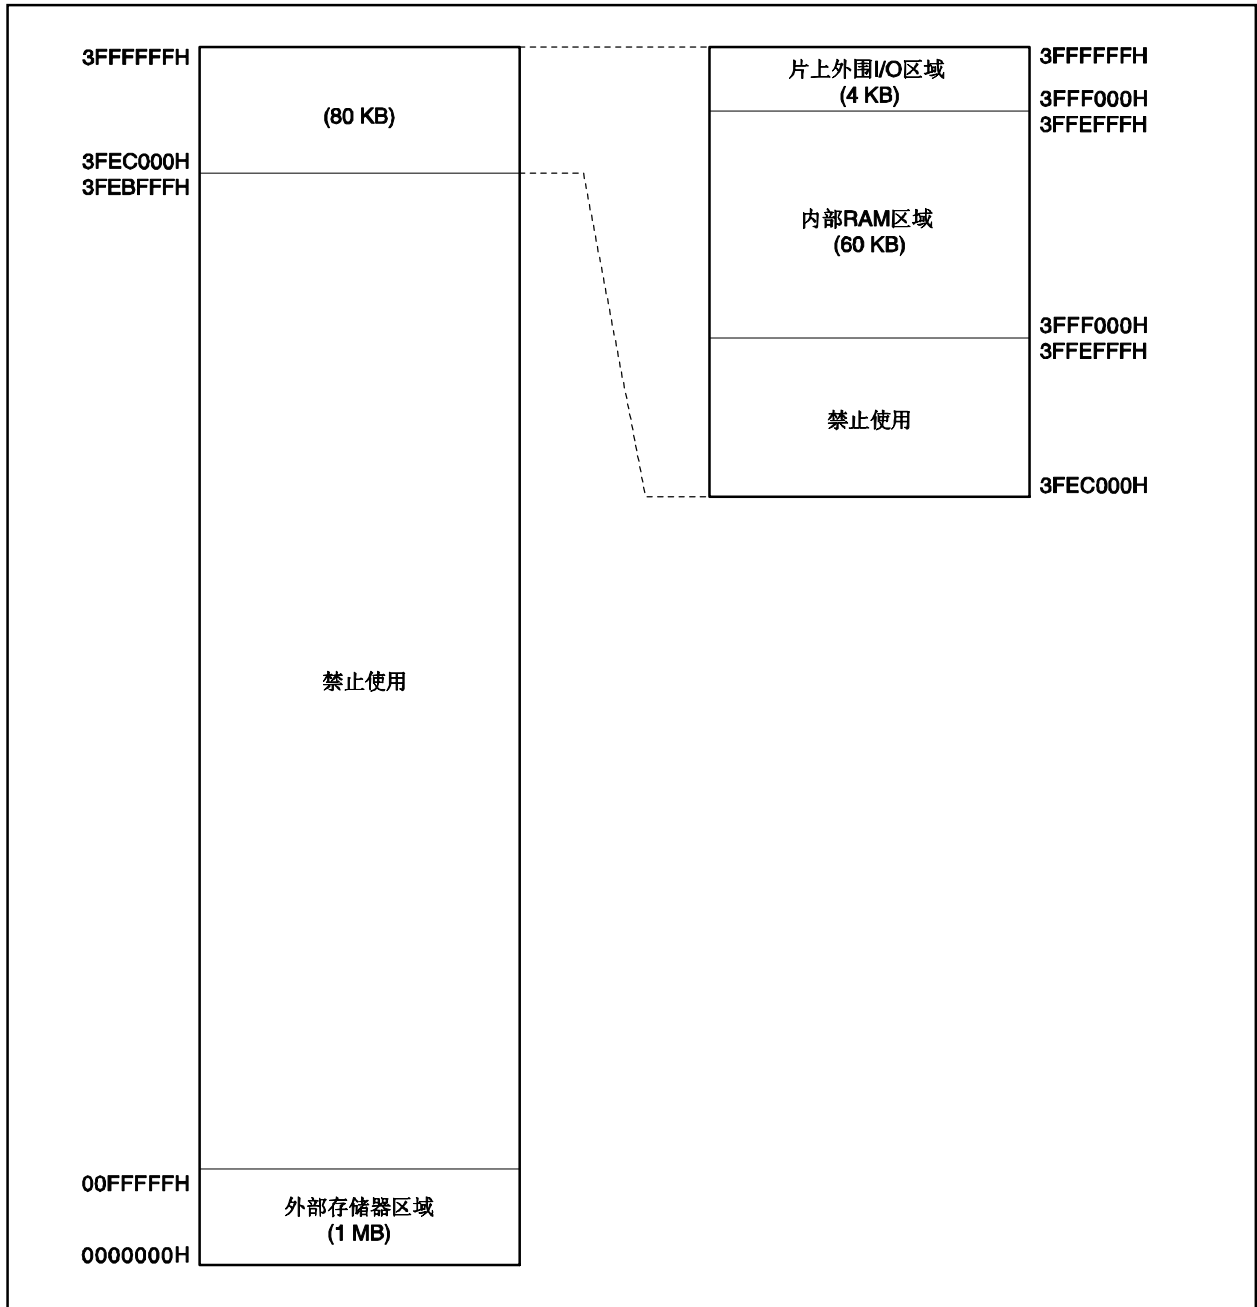 3FFFFFFH
(80 KB)
3FEC000H
3FEBFFFH
禁止使用
00FFFFFH
外部存储器区域
(1 MB)
0000000H
片上外围I/O区域
(4 KB)
3FFFFFFH
3FFF000H
3FFEFFFH
内部RAM区域
(60 KB)
3FFF000H
3FFEFFFH
禁止使用
3FEC000H